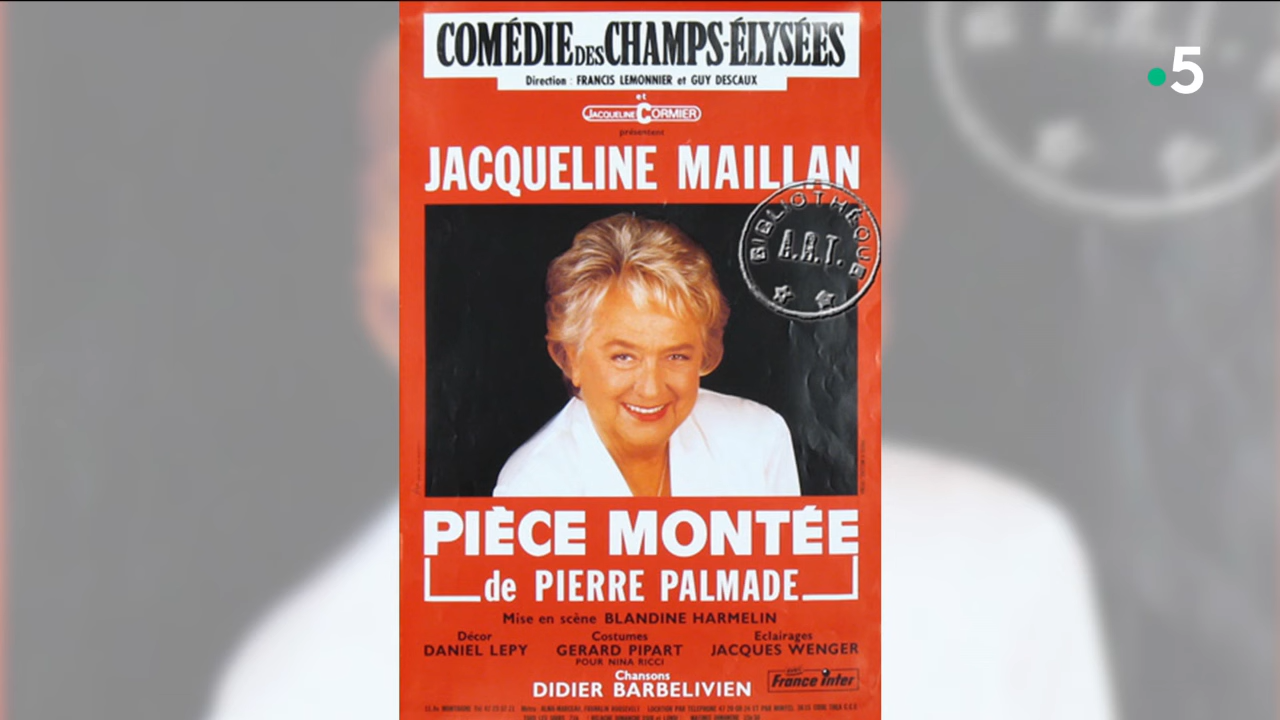 COMÉDIE DES CHAMPS-ÉLYSÉES
Direction : FRANCIS LEMONNIER et GUY DESCAUX
et
JACQUELINE CORMIER
présentent
JACQUELINE MAILLAN
BIBLIOTHÈQUE
A.R.T.
PIÈCE MONTÉE
de PIERRE PALMADE
Mise en scène BLANDINE HARMELIN
Décor
DANIEL LEPY
Costumes
GERARD PIPART
POUR NINA RICCI
Eclairages
JACQUES WENGER
Chansons
DIDIER BARBELIVIEN
avec
France Inter
5